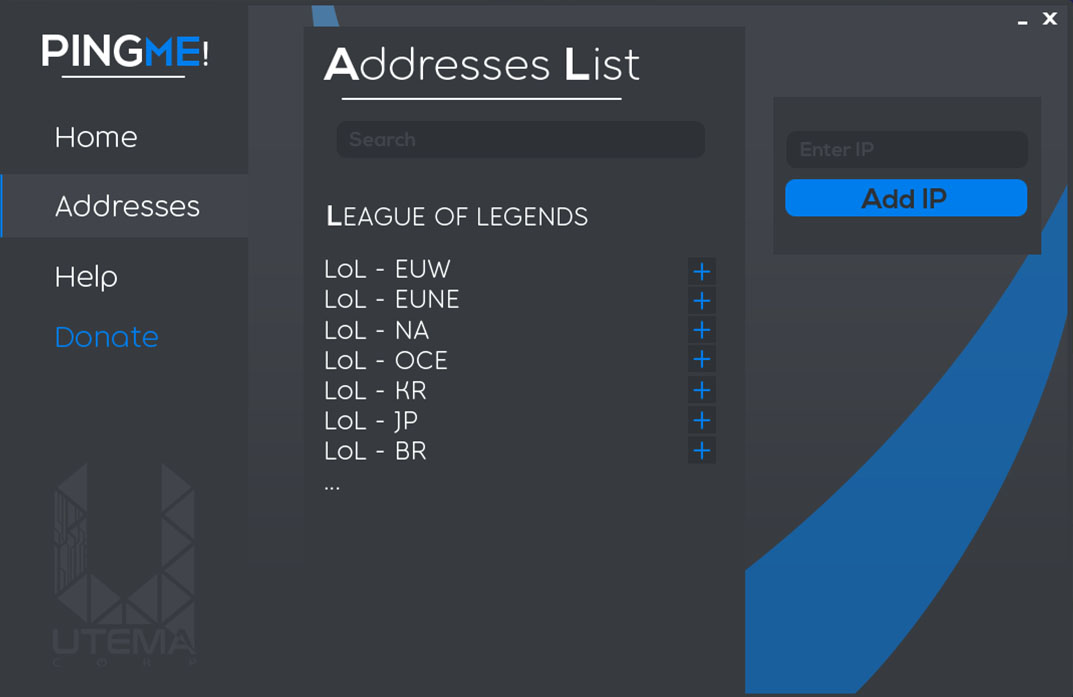 PINGME!
Home
Addresses
Help
Donate
UTEMA
CORP
Addresses List
Search
LEAGUE OF LEGENDS
LoL - EUW
LoL - EUNE
LoL - NA
LoL - OCE
LoL - KR
LoL - JP
LoL - BR
...
Enter IP
Add IP